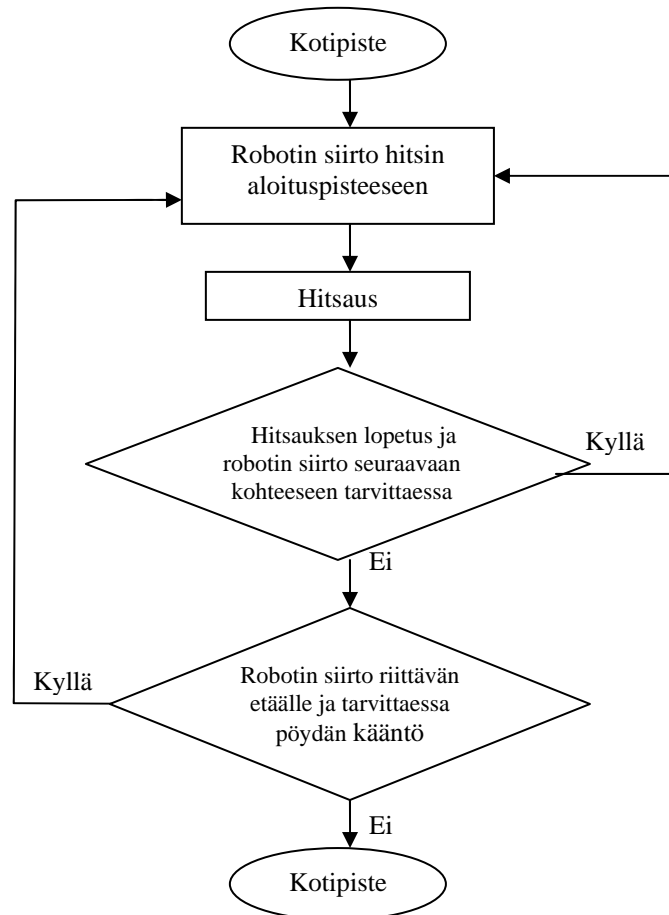 Kotipiste
Robotin siirto hitsin
aloituspisteeseen
Hitsaus
Hitsauksen lopetus ja
robotin siirto seuraavaan
kohteeseen tarvittaessa
Kyllä
Ei
Robotin siirto riittävän
etäälle ja tarvittaessa
pöydän kääntö
Kyllä
Ei
Kotipiste